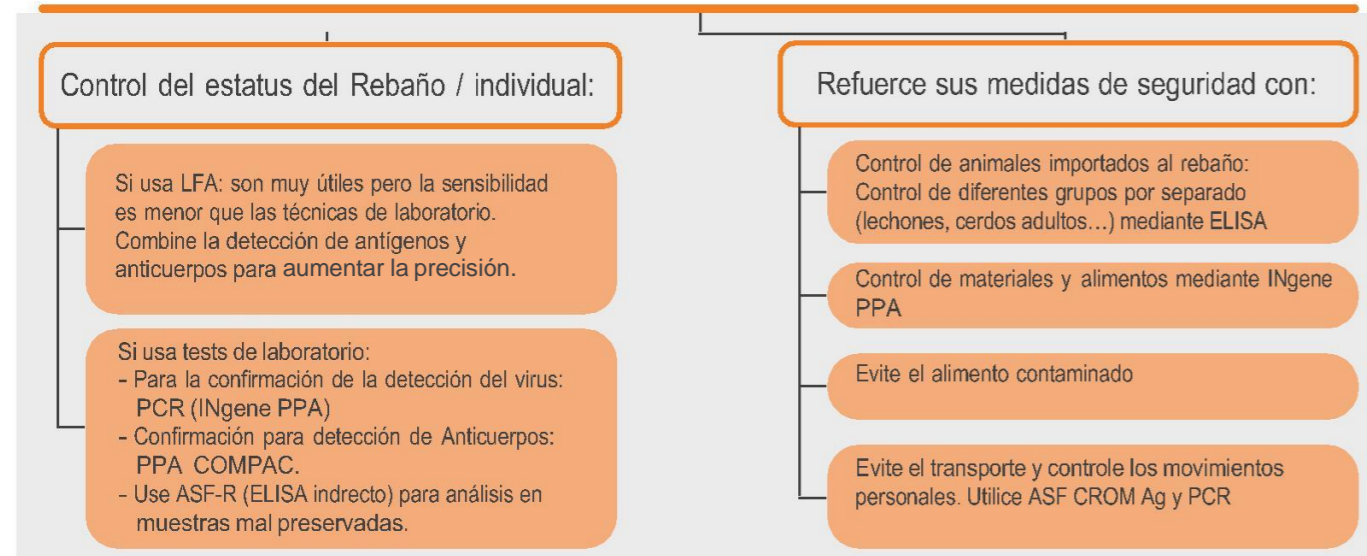 Control del estatus del Rebaño / individual:
Si usa LFA: son muy útiles pero la sensibilidad
es menor que las técnicas de laboratorio.
Combine la detección de antígenos y
anticuerpos para aumentar la precisión.
Si usa tests de laboratorio:
- Para la confirmación de la detección del virus:
PCR (INgene PPA)
- Confirmación para detección de Anticuerpos:
PPA COMPAC.
- Use ASF-R (ELISA indirecto) para análisis en
muestras mal preservadas.
Refuerce sus medidas de seguridad con:
Control de animales importados al rebaño:
Control de diferentes grupos por separado
(lechones, cerdos adultos…) mediante ELISA
Control de materiales y alimentos mediante INgene
PPA
Evite el alimento contaminado
Evite el transporte y controle los movimientos
personales. Utilice ASF CROM Ag y PCR